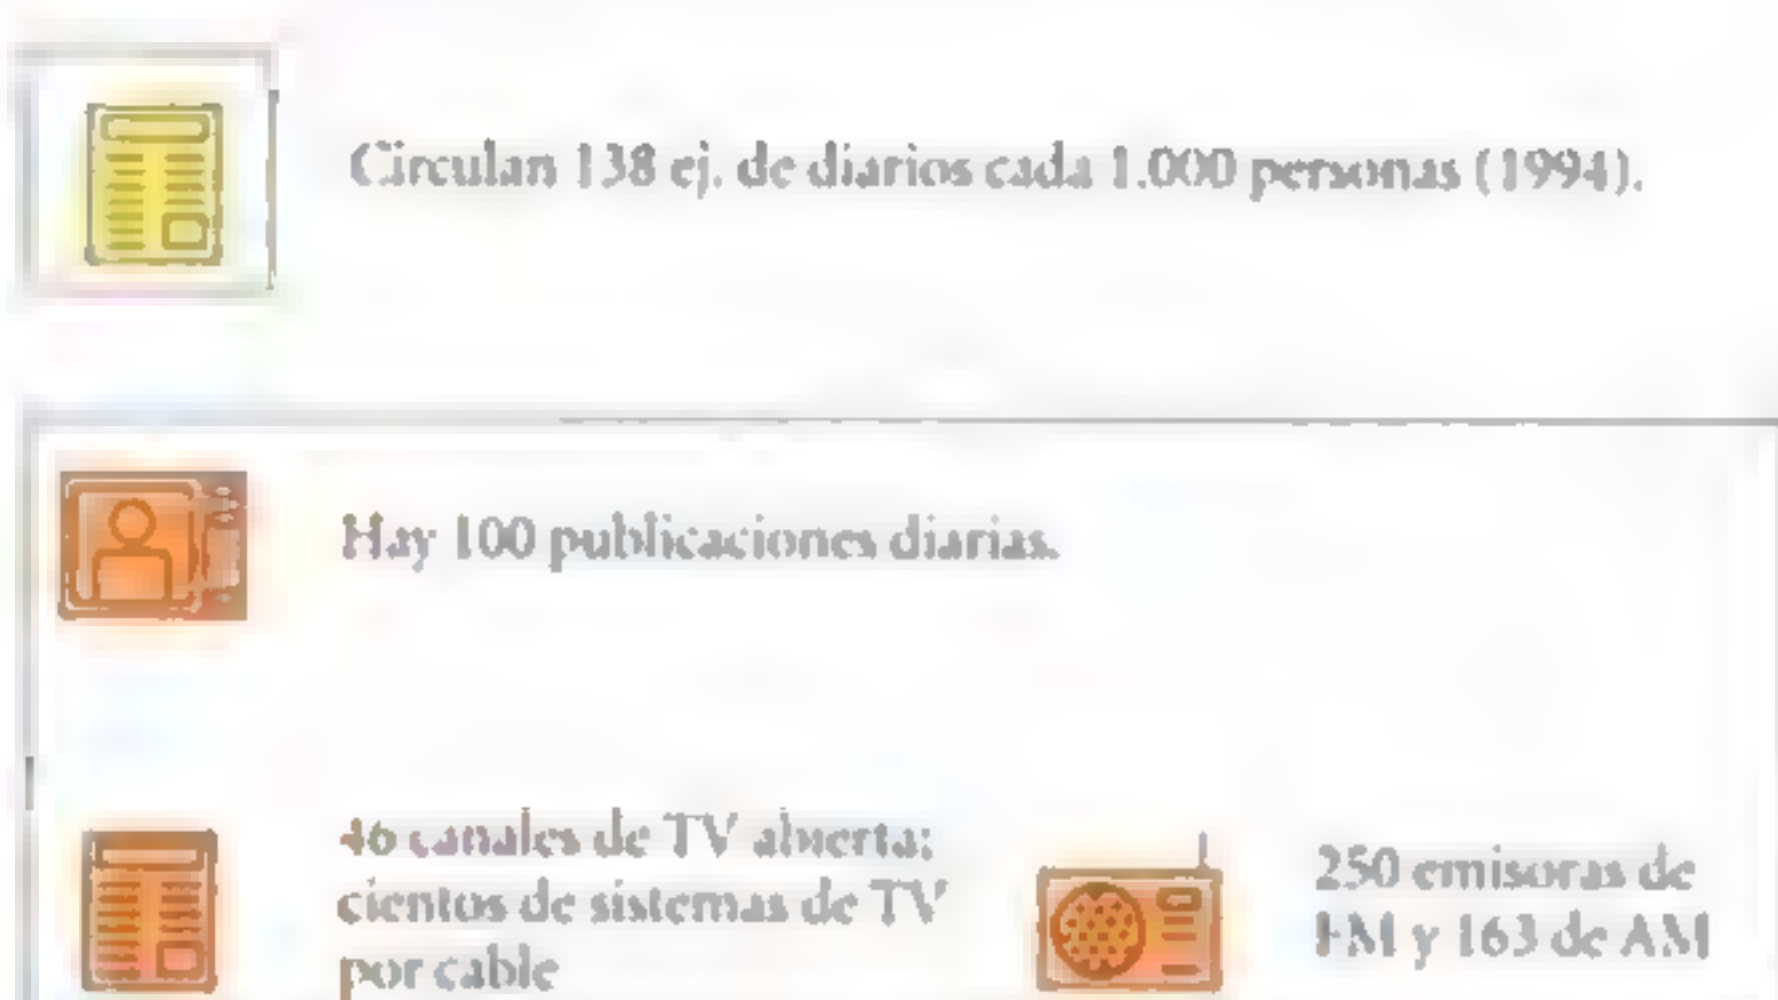 Circulan 138 ej. de diarios cada 1.000 personas (1994).
Hay 100 publicaciones diarias.
46 canales de TV abierta;
cientos de sistemas de TV
por cable
250 emisoras de
FM y 163 de AM